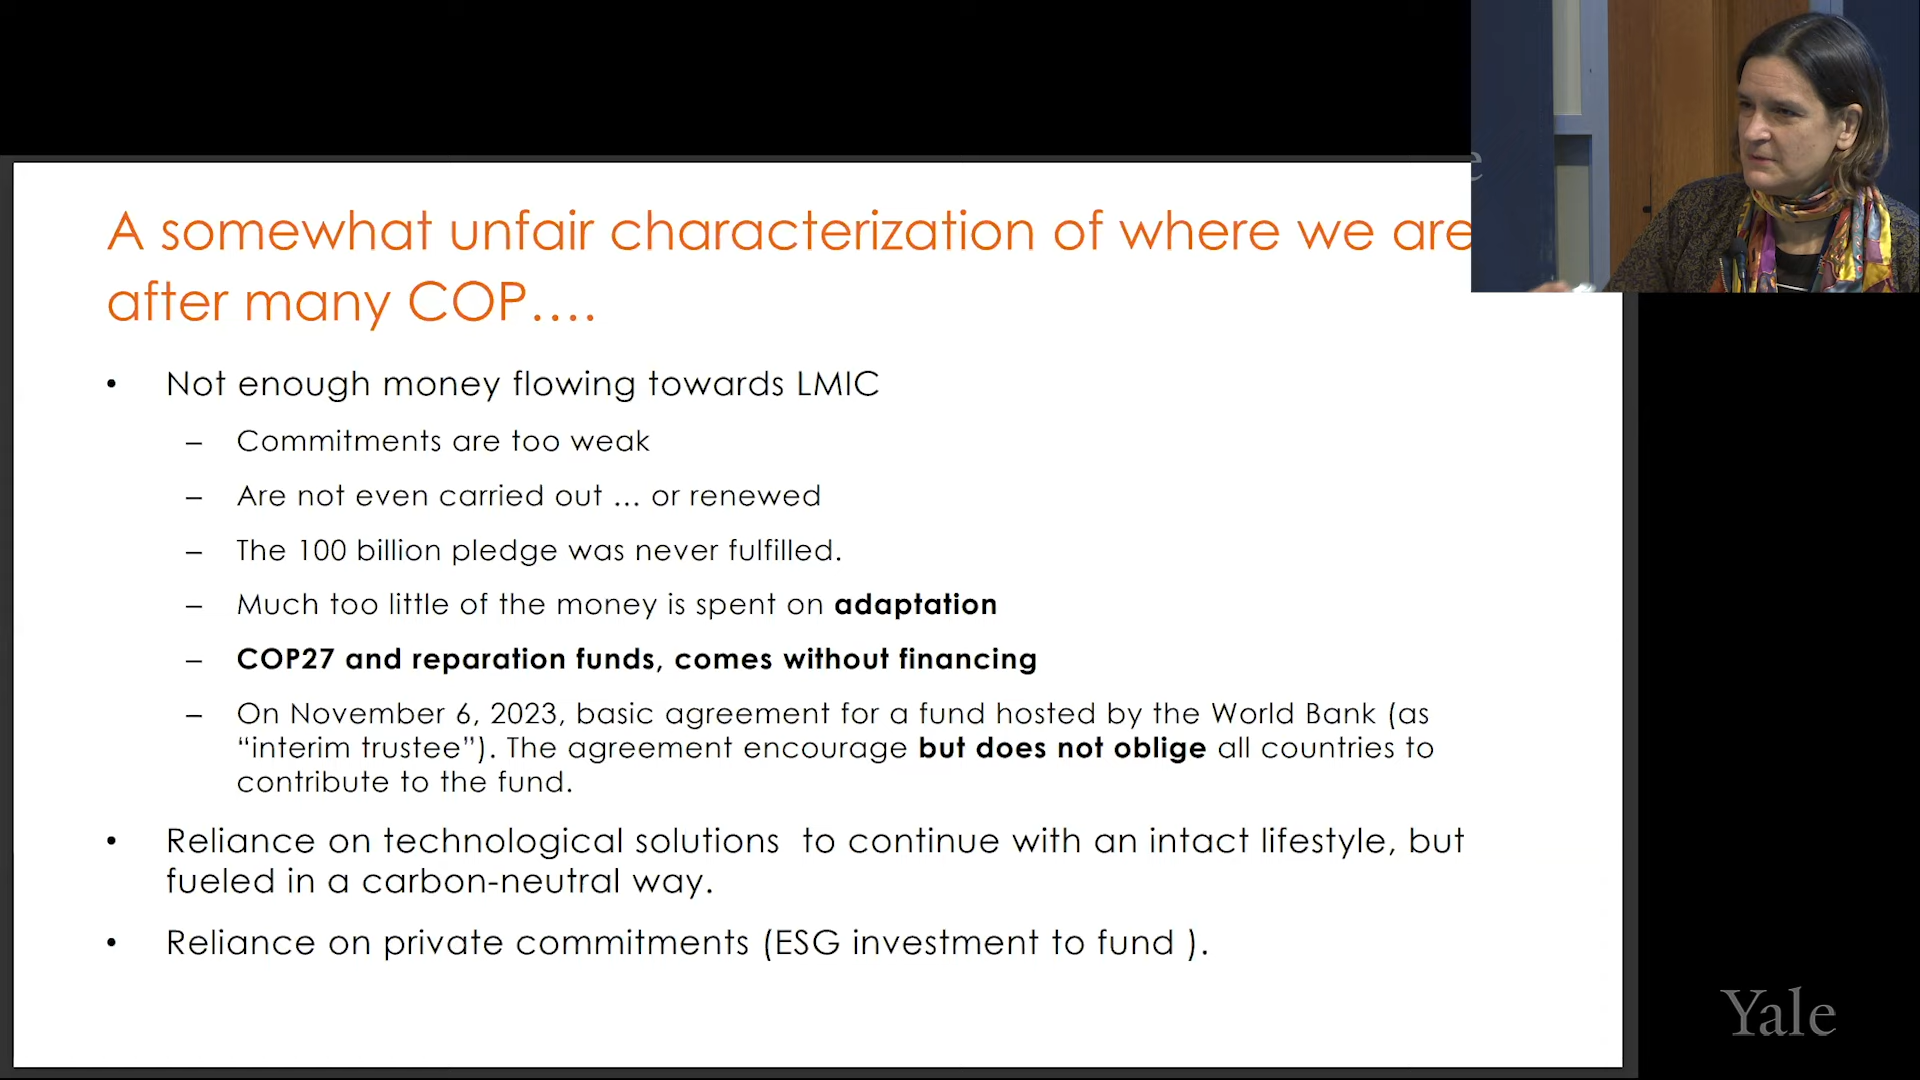 A somewhat unfair characterization of where we are
after many COP....
• Not enough money flowing towards LMIC
– Commitments are too weak
– Are not even carried out … or renewed
– The 100 billion pledge was never fulfilled.
– Much too little of the money is spent on adaptation
– COP27 and reparation funds, comes without financing
– On November 6, 2023, basic agreement for a fund hosted by the World Bank (as
“interim trustee”). The agreement encourage but does not oblige all countries to
contribute to the fund.
• Reliance on technological solutions  to continue with an intact lifestyle, but
fueled in a carbon-neutral way.
• Reliance on private commitments (ESG investment to fund ).
e
Yale